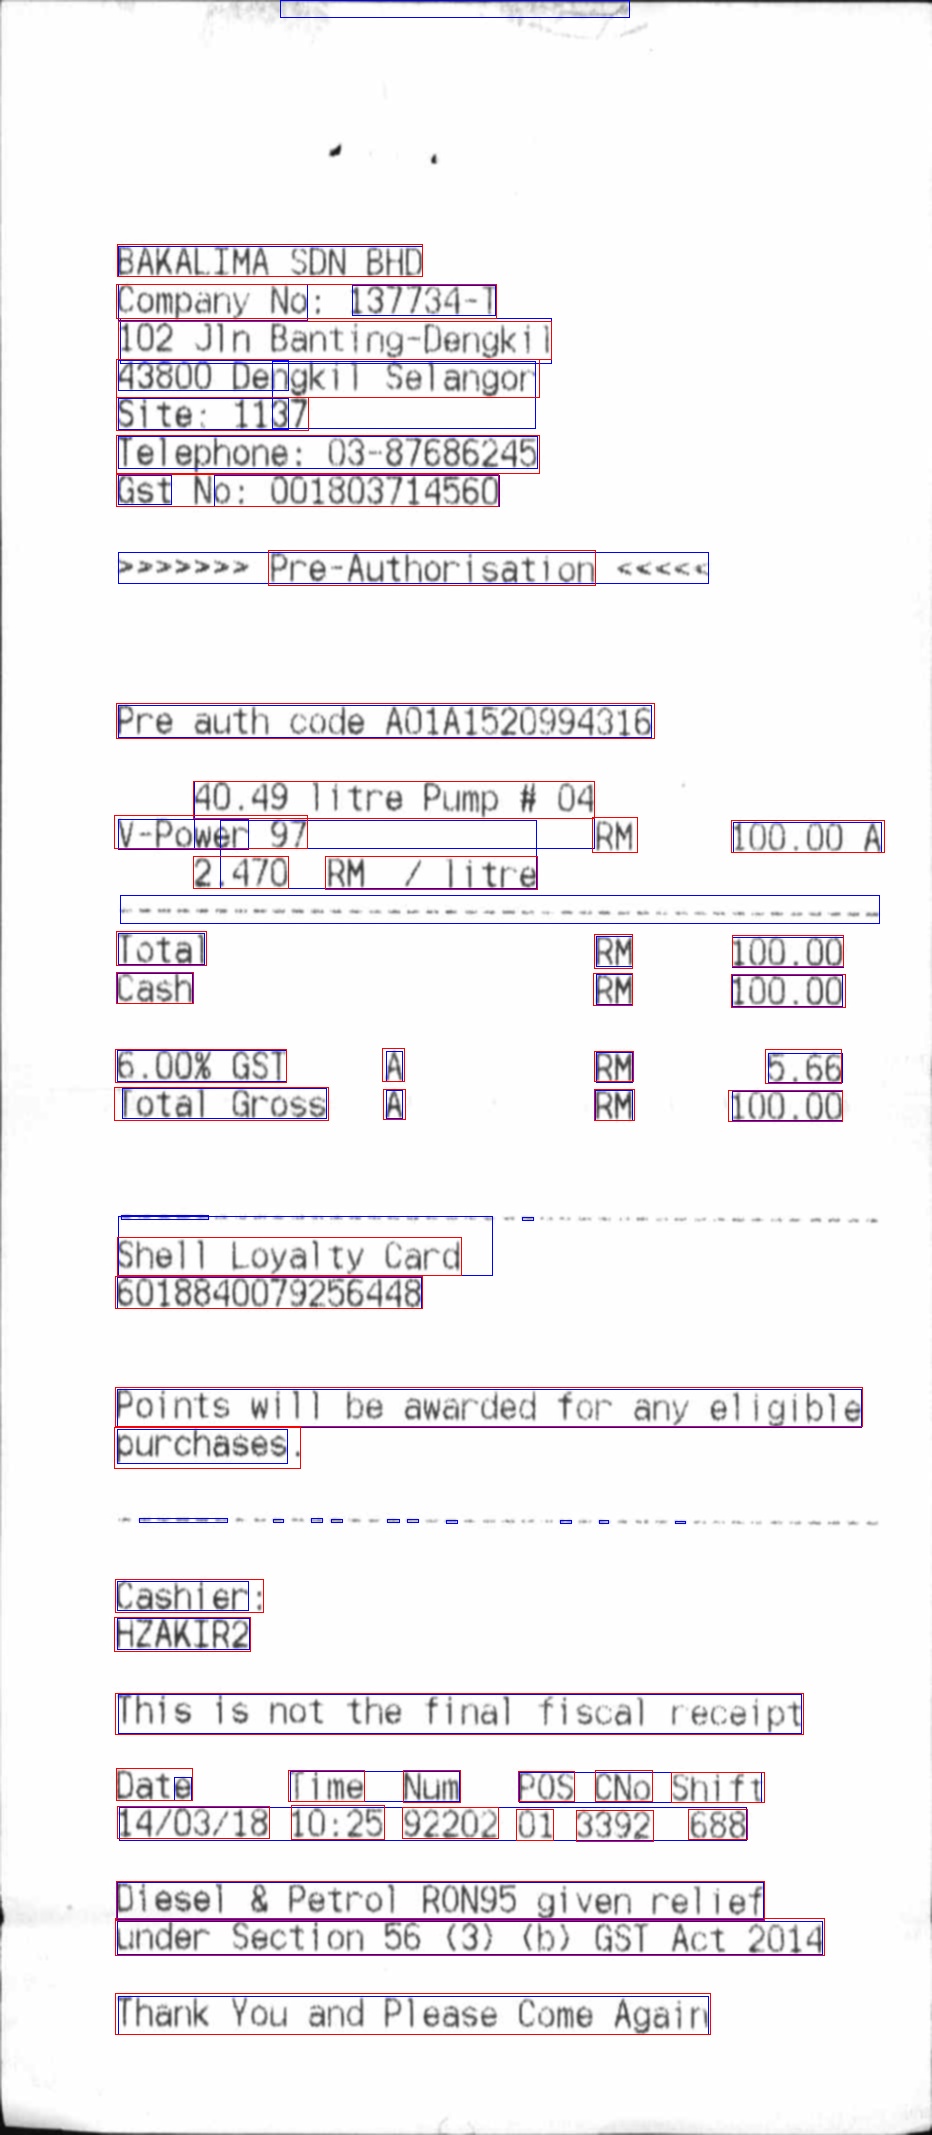 BAKALIMA SDN BHD
Company No: 137734-T
102 Jln Banting-Dengkil
43800 Dengkil Selangor
Site: 1137
Telephone: 03-87686245
Gst No: 001803714560
>>>>>>> Pre-Authorisation <<<<<
Pre auth code A01A1520994316
40.49 litre Pump # 04
V-Power 97 RM 100.00 A
2.470 RM / litre
Total RM 100.00
Cash RM 100.00
6.00% GST A RM 5.66
Total Gross A RM 100.00
Shell Loyalty Card
6018840079256448
Points will be awarded for any eligible
purchases.
Cashier:
HZAKIR2
This is not the final fiscal receipt
Date Time Num POS CNo Shift
14/03/18 10:25 92202 01 3392 688
Diesel & Petrol RON95 given relief
under Section 56 (3) (b) GST Act 2014
Thank You and Please Come Again